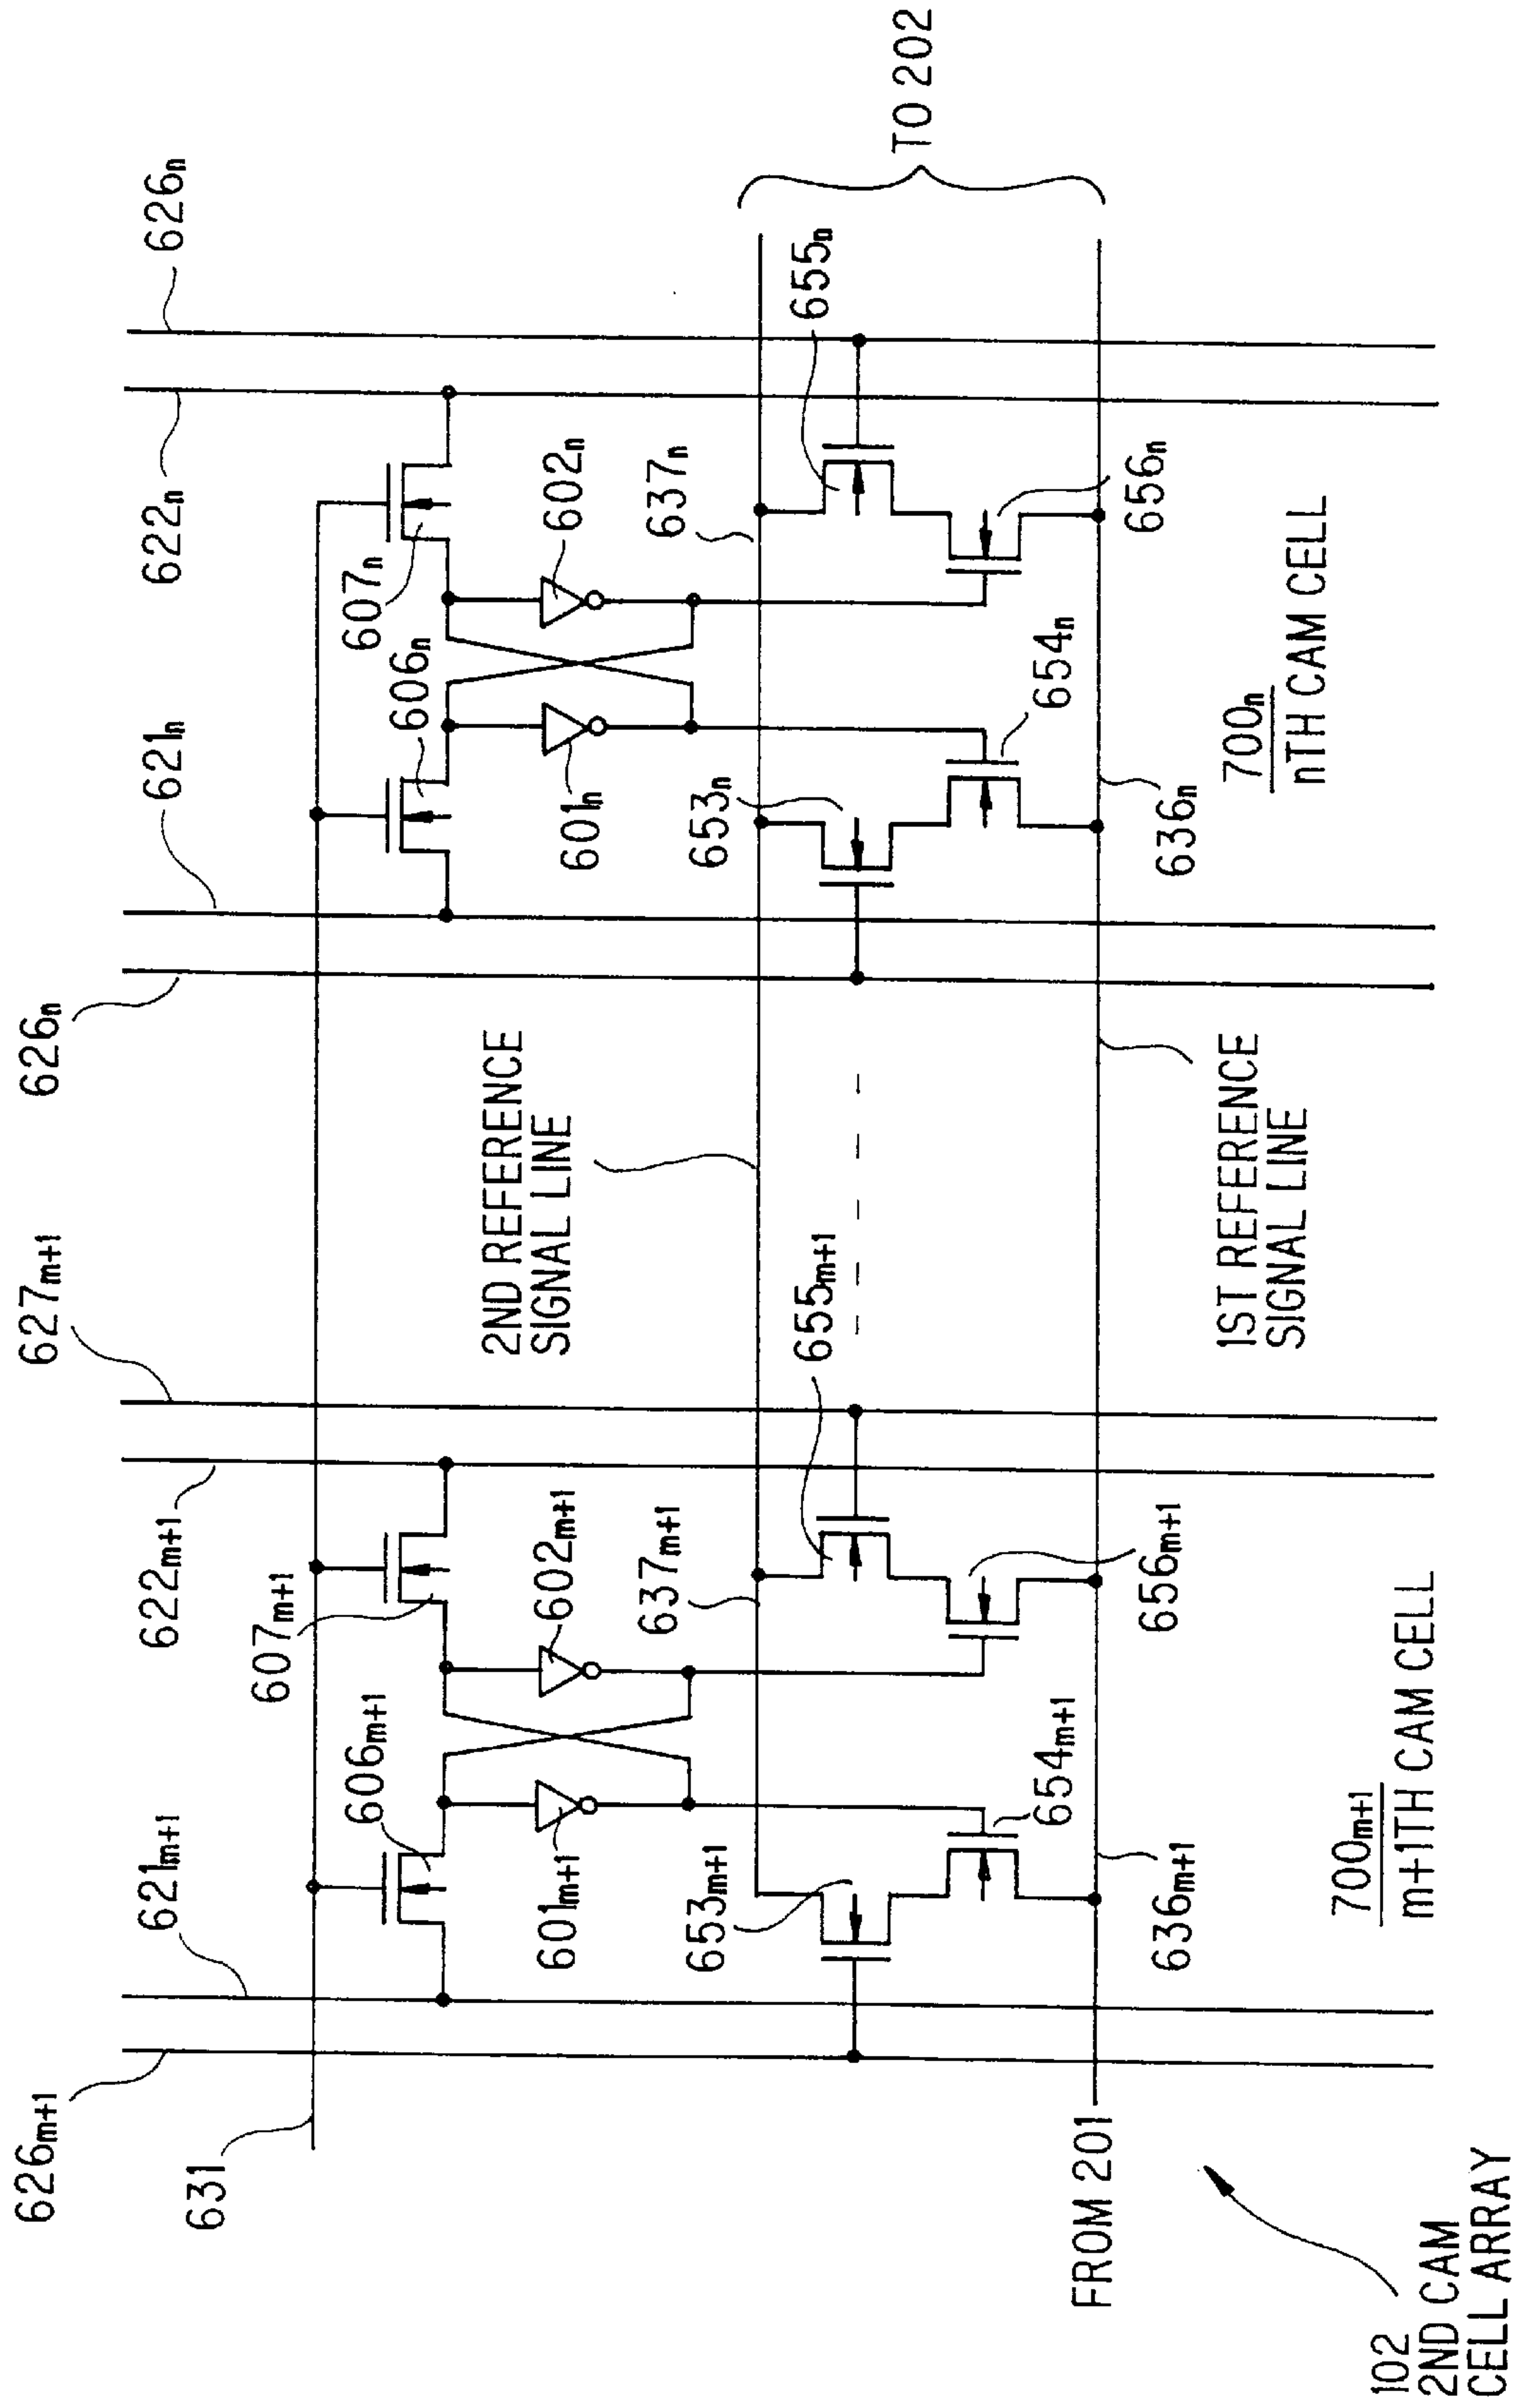 626n
622n
655n
TO 202
602n
637n
607n
656n
606n
654n
621n
601n
653n
636n
700n
nTH CAM CELL
626n
2ND REFERENCE
SIGNAL LINE
1ST REFERENCE
SIGNAL LINE
627m+1
655m+1
622m+1
602m+1
637m+1
607m+1
656m+1
606m+1
654m+1
621m+1
601m+1
653m+1
636m+1
700m+1
m+1TH CAM CELL
626m+1
631
FROM 201
102
2ND CAM
CELL ARRAY